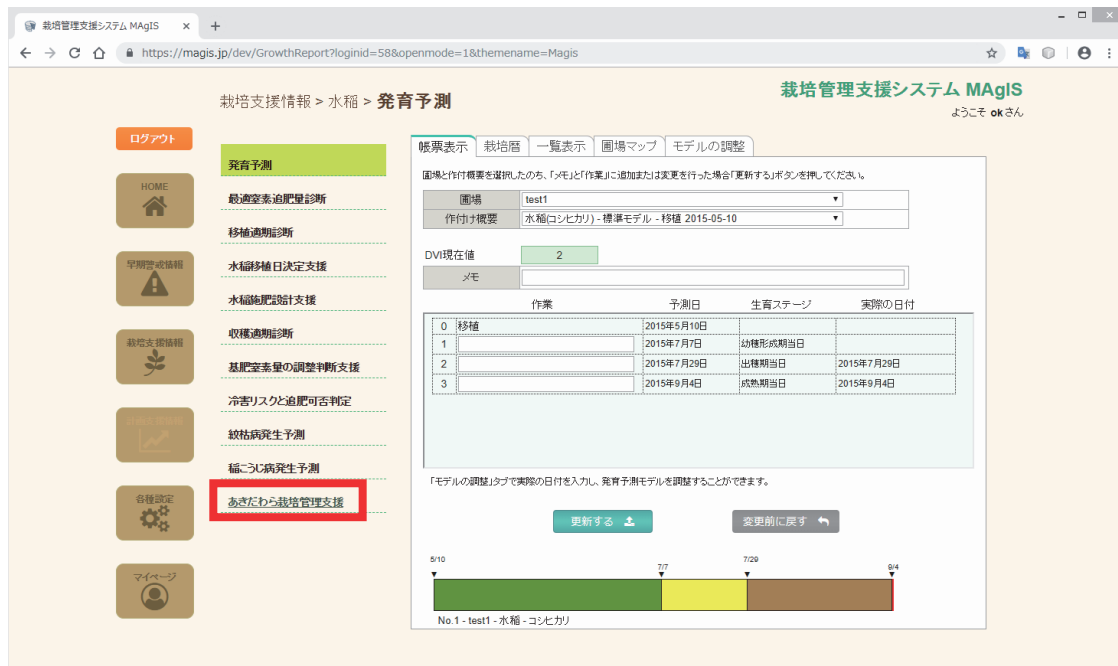 栽培管理支援システム MAgIS
https://magis.jp/dev/GrowthReport?loginid=58&openmode=1&themename=Magis
栽培支援情報 > 水稲 > 発育予測
栽培管理支援システム MAgIS
ようこそ okさん
ログアウト
HOME
早期警戒情報
栽培支援情報
計画支援情報
各種設定
マイページ
発育予測
最適窒素追肥量診断
移植適期診断
水稲移植日決定支援
水稲施肥設計支援
収穫適期診断
基肥窒素量の調整判断支援
冷害リスクと追肥可否判定
紋枯病発生予測
稲こうじ病発生予測
あきだわら栽培管理支援
帳票表示 栽培暦 一覧表示 圃場マップ モデルの調整
圃場と作付概要を選択したのち、「メモ」と「作業」に追加または変更を行った場合「更新する」ボタンを押してください。
圃場 test1
作付け概要 水稲(コシヒカリ) - 標準モデル - 移植 2015-05-10
DVI現在値 2
メモ
作業 予測日 生育ステージ 実際の日付
0 移植 2015年5月10日
1 2015年7月7日 幼穂形成期当日
2 2015年7月29日 出穂期当日 2015年7月29日
3 2015年9月4日 成熟期当日 2015年9月4日
「モデルの調整」タブで実際の日付を入力し、発育予測モデルを調整することができます。
更新する 変更前に戻す
5/10 7/7 7/29 9/4
No.1 - test1 - 水稲 - コシヒカリ